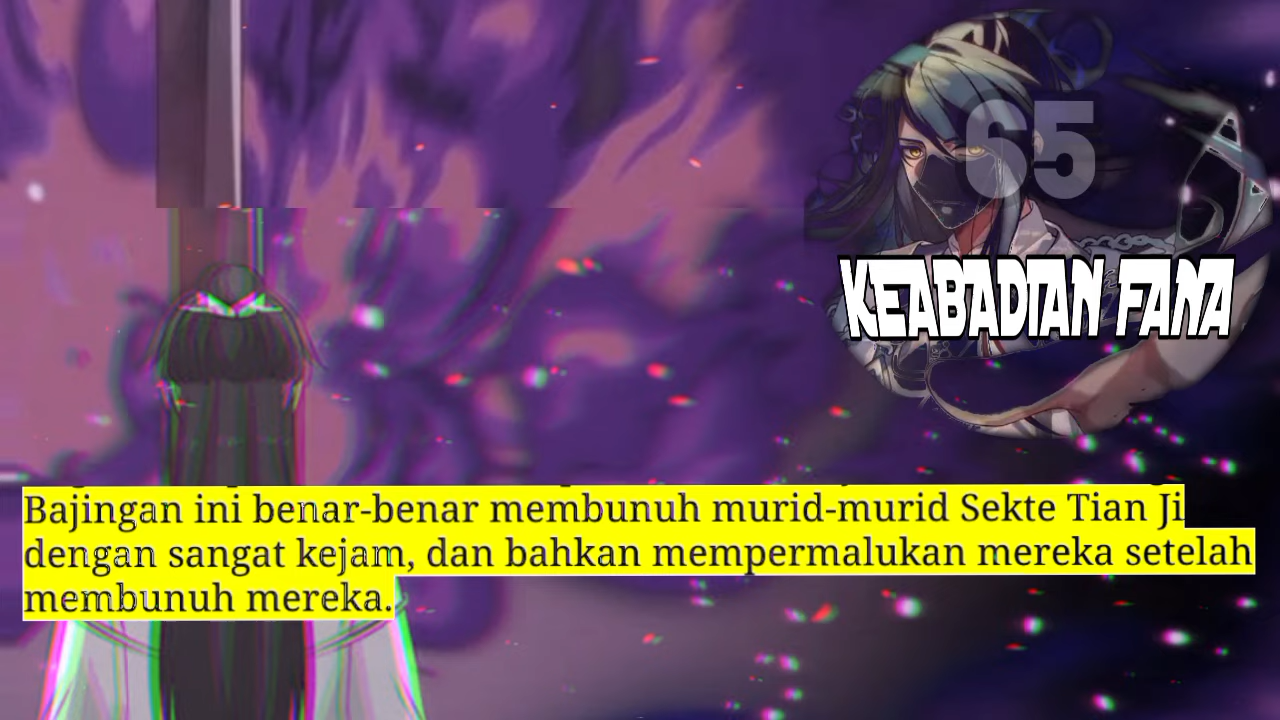 65
KEABADIAN FANA
Bajingan ini benar-benar membunuh murid-murid Sekte Tian Ji
dengan sangat kejam, dan bahkan mempermalukan mereka setelah
membunuh mereka.